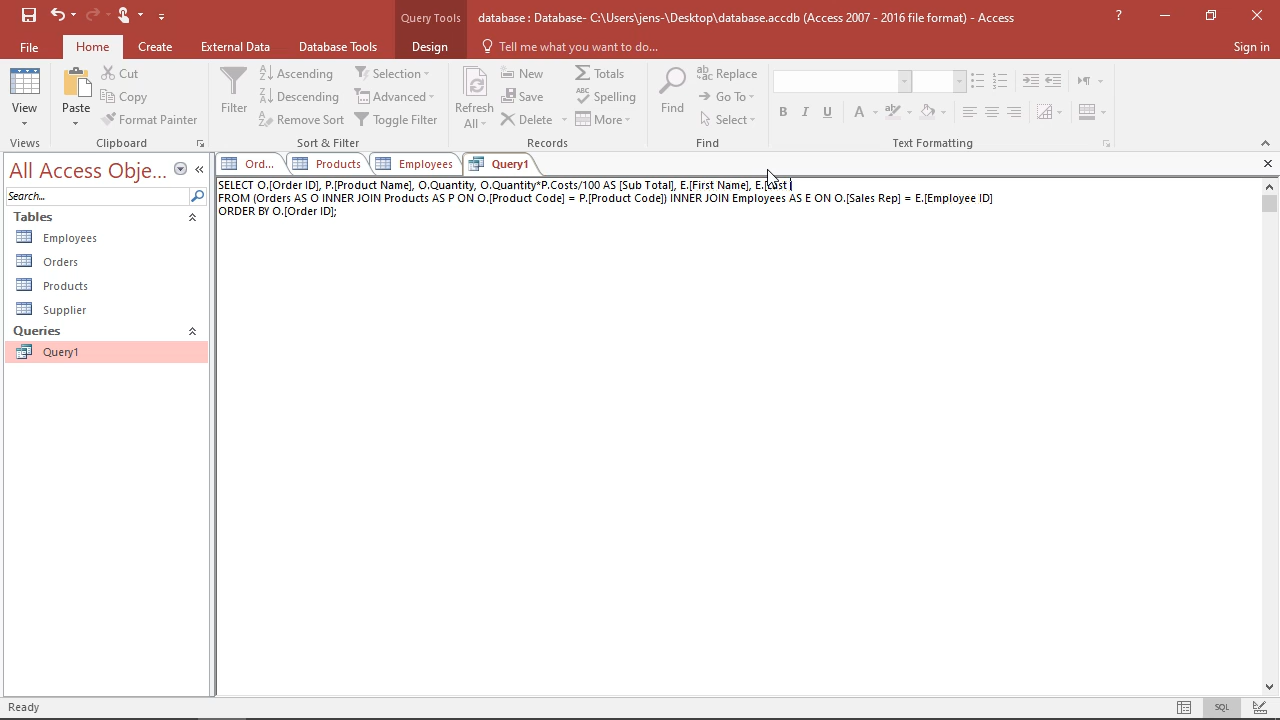 Query Tools
database : Database- C:\Users\jens-\Desktop\database.accdb (Access 2007 - 2016 file format) - Access
?
File
Home
Create
External Data
Database Tools
Design
Tell me what you want to do...
Sign in
View
Views
Paste
Cut
Copy
Format Painter
Clipboard
Filter
Ascending
Descending
Remove Sort
Selection
Advanced
Toggle Filter
Sort & Filter
Refresh
All
New
Save
Delete
Totals
Spelling
More
Records
Find
Replace
Go To
Select
Find
B I U
A
Text Formatting
All Access Obje...
Search...
Tables
Employees
Orders
Products
Supplier
Queries
Query1
Ord...
Products
Employees
Query1
SELECT O.[Order ID], P.[Product Name], O.Quantity, O.Quantity*P.Costs/100 AS [Sub Total], E.[First Name], E.[Last
FROM (Orders AS O INNER JOIN Products AS P ON O.[Product Code] = P.[Product Code]) INNER JOIN Employees AS E ON O.[Sales Rep] = E.[Employee ID]
ORDER BY O.[Order ID];
Ready
SQL